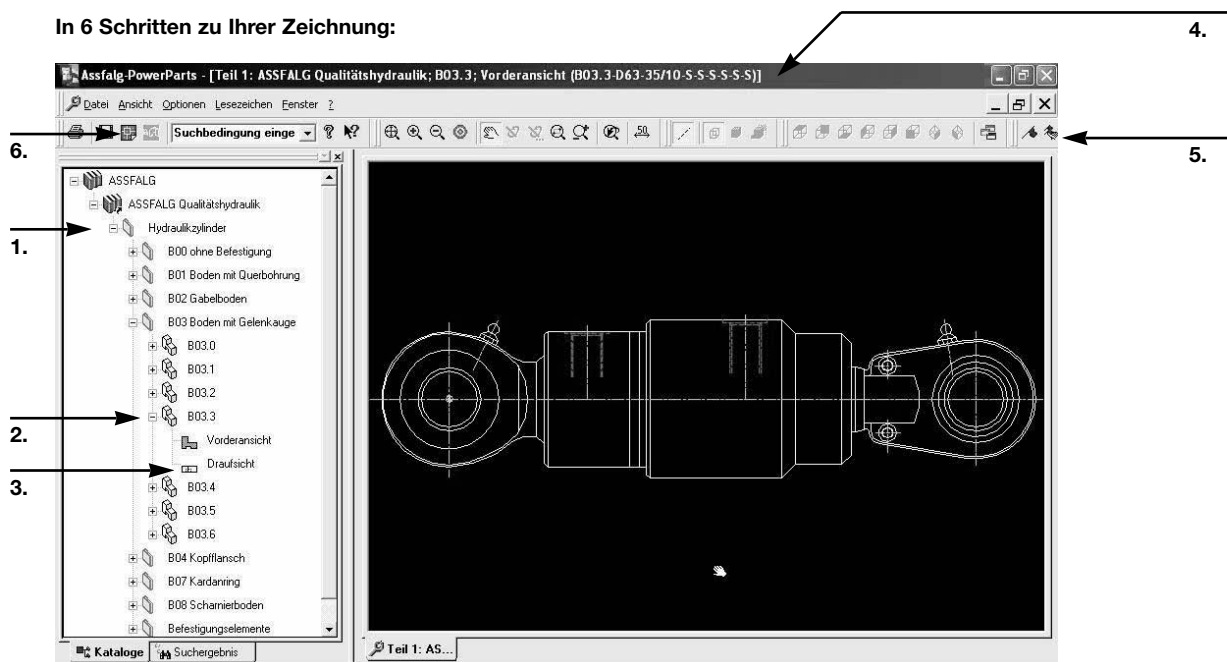 In 6 Schritten zu Ihrer Zeichnung:
4.
Assfalg-PowerParts - [Teil 1: ASSFALG Qualitätshydraulik; B03.3; Vorderansicht (B03.3-D63-35/10-S-S-S-S-S-S)]
Datei Ansicht Optionen Lesezeichen Fenster ?
Suchbedingung einge
50
6.
5.
ASSFALG
ASSFALG Qualitätshydraulik
Hydraulikzylinder
1.
B00 ohne Befestigung
B01 Boden mit Querbohrung
B02 Gabelboden
B03 Boden mit Gelenkauge
B03.0
B03.1
B03.2
B03.3
2.
Vorderansicht
Draufsicht
3.
B03.4
B03.5
B03.6
B04 Kopfflansch
B07 Kardanring
B08 Scharnierboden
Befestigungselemente
Kataloge Suchergebnis
Teil 1: AS...